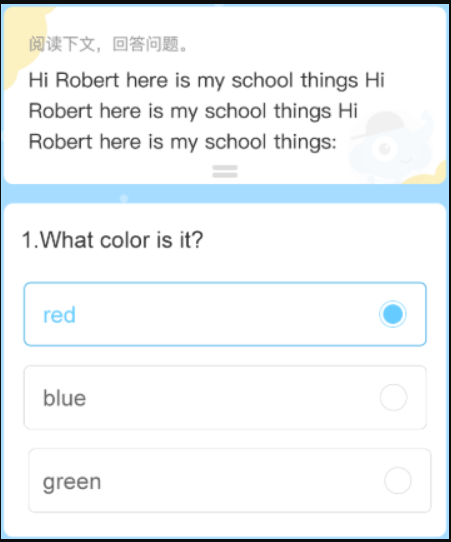 阅读下文，回答问题。
Hi Robert here is my school things Hi
Robert here is my school things Hi
Robert here is my school things:
1.What color is it?
red
blue
green